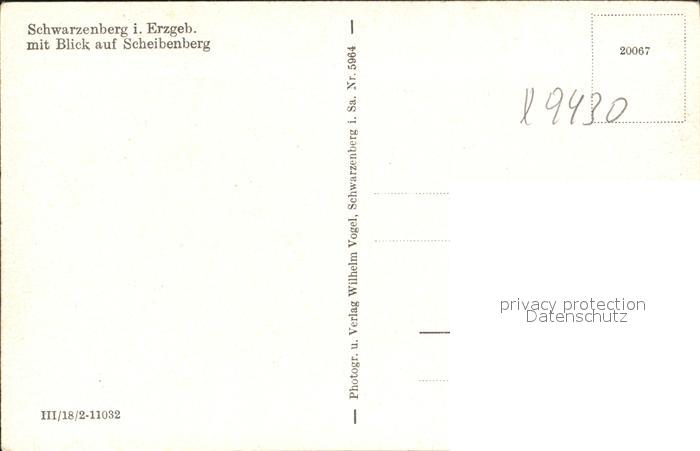 Schwarzenberg i. Erzgeb.
mit Blick auf Scheibenberg
Photogr. u. Verlag Wilhelm Vogel, Schwarzenberg i. Sa. Nr. 5964
20067
9430
privacy protection
Datenschutz
III/18/2-11032